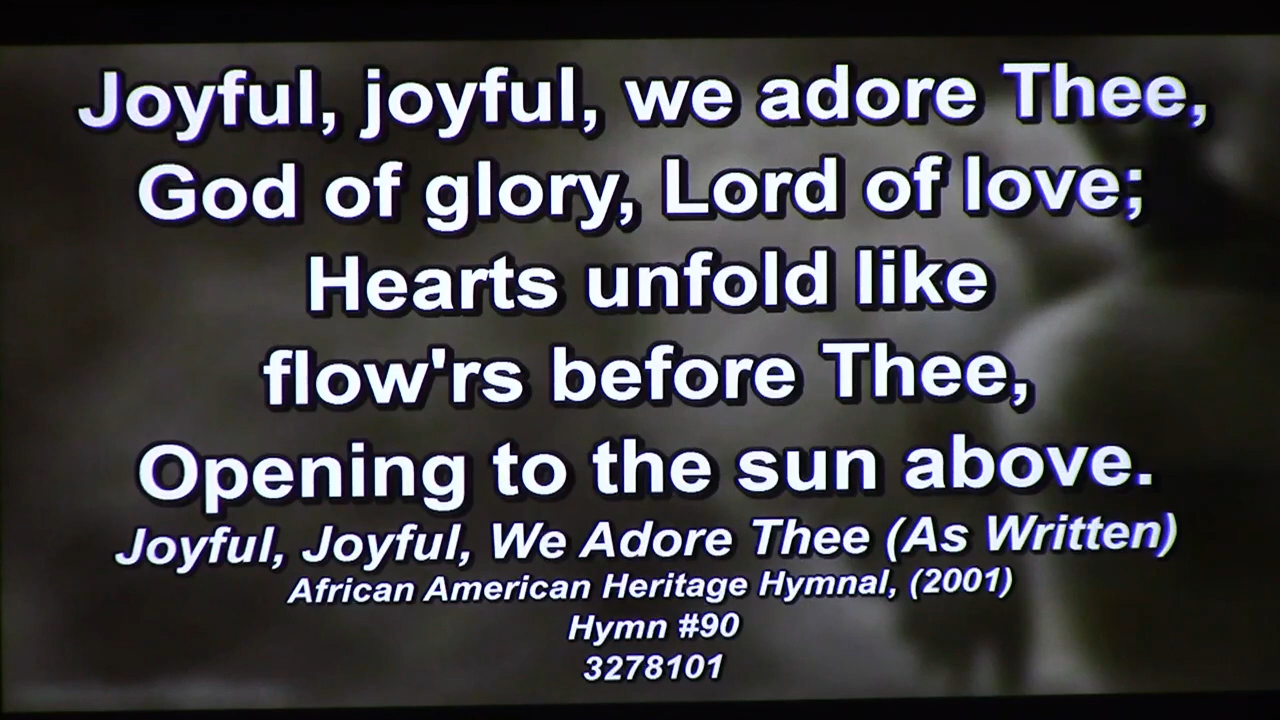 Joyful, joyful, we adore Thee,
God of glory, Lord of love;
Hearts unfold like
flow'rs before Thee,
Opening to the sun above.
Joyful, Joyful, We Adore Thee (As Written)
African American Heritage Hymnal, (2001)
Hymn #90
3278101